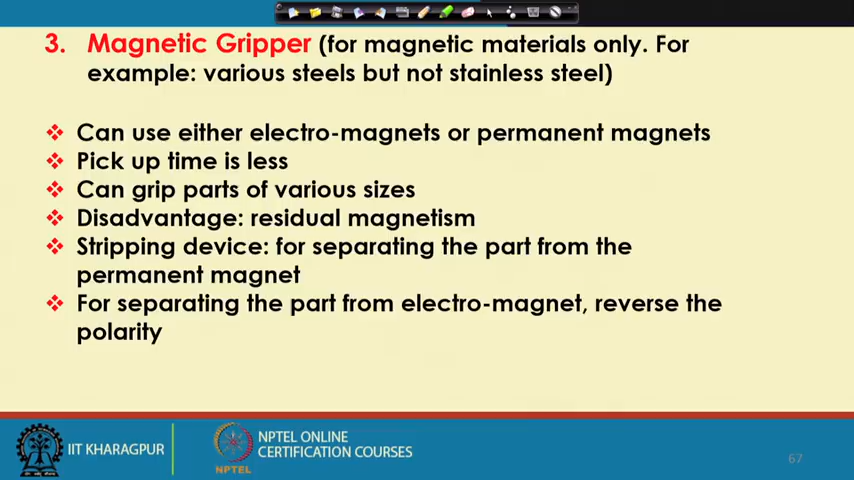 3. Magnetic Gripper (for magnetic materials only. For
example: various steels but not stainless steel)
❖ Can use either electro-magnets or permanent magnets
❖ Pick up time is less
❖ Can grip parts of various sizes
❖ Disadvantage: residual magnetism
❖ Stripping device: for separating the part from the
permanent magnet
❖ For separating the part from electro-magnet, reverse the
polarity
IIT KHARAGPUR
NPTEL
NPTEL ONLINE
CERTIFICATION COURSES
67